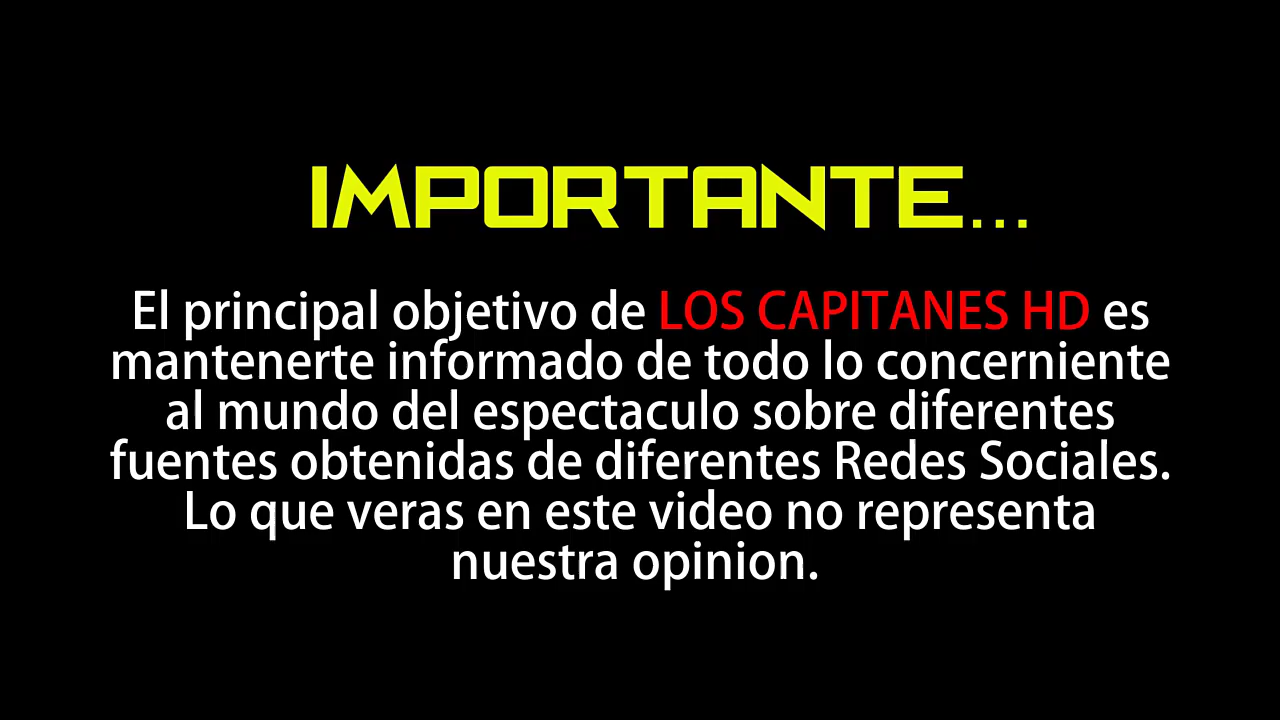 IMPORTANTE...
El principal objetivo de LOS CAPITANES HD es
mantenerte informado de todo lo concerniente
al mundo del espectaculo sobre diferentes
fuentes obtenidas de diferentes Redes Sociales.
Lo que veras en este video no representa
nuestra opinion.